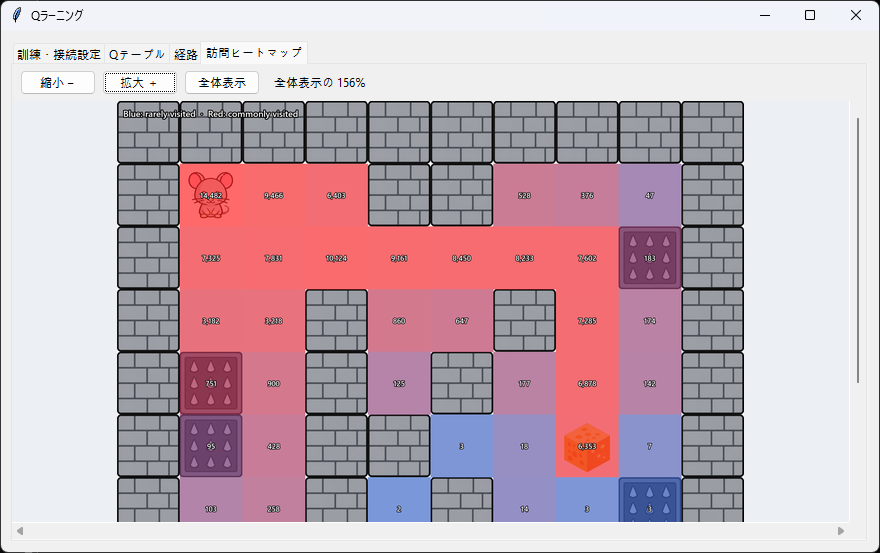 Qラーニング
訓練・接続設定 Qテーブル 経路 訪問ヒートマップ
縮小 − 拡大 + 全体表示 全体表示の 156%
Blue: rarely visited • Red: commonly visited
14,482 9,466 6,403 528 376 47
7,325 7,831 10,124 9,161 8,450 8,233 7,602 183
3,182 3,218 860 647 7,285 174
751 900 125 177 6,878 142
95 428 3 18 6,353 7
103 258 2 14 3 3